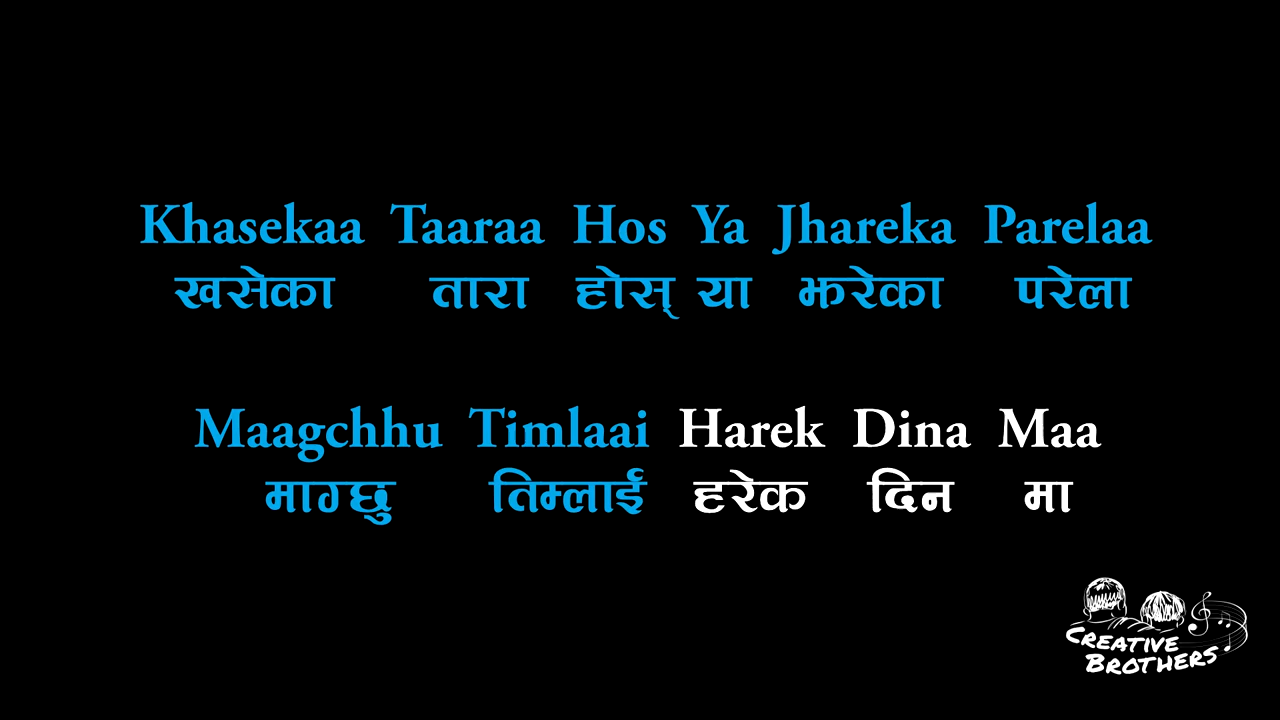 Khasekaa Taaraa Hos Ya Jhareka Parelaa
खसेका तारा होस् या झरेका परेला
Maagchhu Timlaai Harek Dina Maa
माग्छु तिम्लाई हरेक दिन मा
CREATIVE
BROTHERS